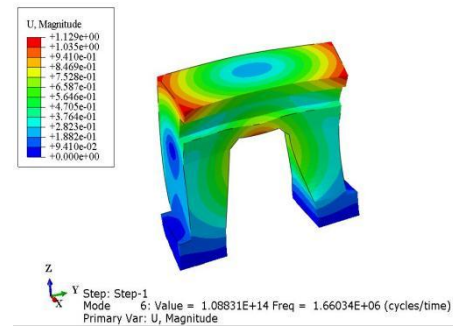 U, Magnitude
+1.129e+00
+1.035e+00
+9.410e-01
+8.469e-01
+7.528e-01
+6.587e-01
+5.646e-01
+4.705e-01
+3.764e-01
+2.823e-01
+1.882e-01
+9.410e-02
+0.000e+00
Z
Y
X
Step: Step-1
Mode 6: Value = 1.08831E+14 Freq = 1.66034E+06 (cycles/time)
Primary Var: U, Magnitude